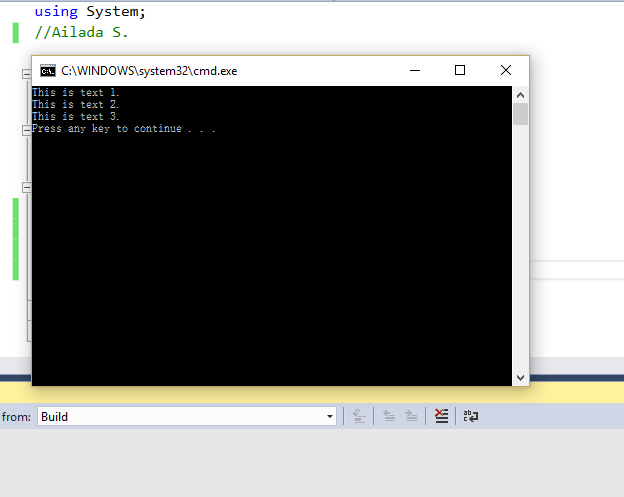 using System;
//Ailada S.
C:\WINDOWS\system32\cmd.exe
This is text 1.
This is text 2.
This is text 3.
Press any key to continue . . .
from: Build